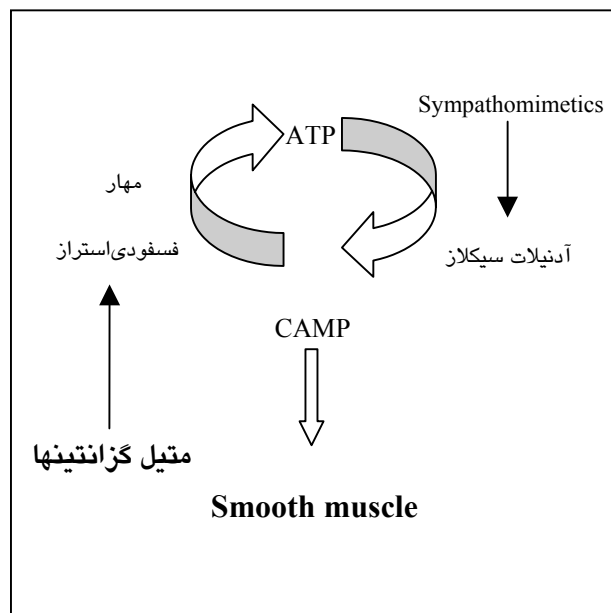 Sympathomimetics
ATP
مهار
فسفودی‌استراز
آدنیلات سیکلاز
CAMP
متیل گزانتینها
Smooth muscle